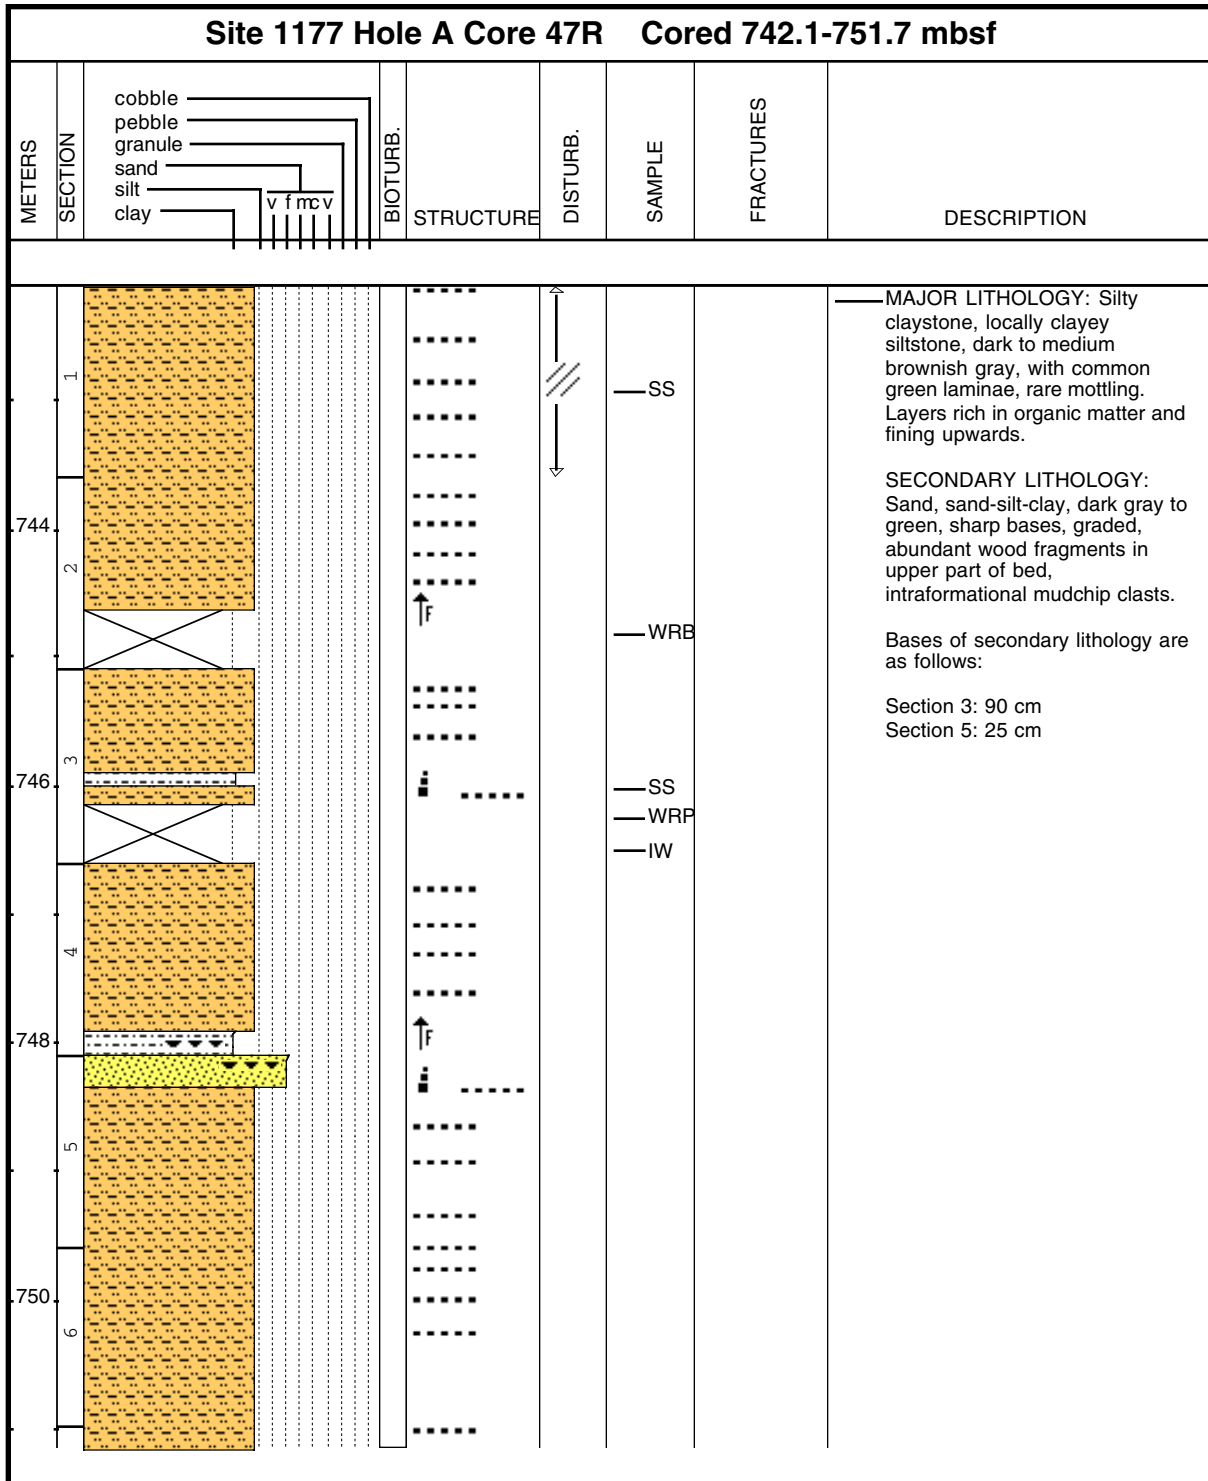 Site 1177 Hole A Core 47R Cored 742.1-751.7 mbsf
METERS
SECTION
cobble
pebble
granule
sand
silt
v f m c v
clay
BIOTURB.
STRUCTURE
DISTURB.
SAMPLE
FRACTURES
DESCRIPTION
MAJOR LITHOLOGY: Silty
claystone, locally clayey
siltstone, dark to medium
brownish gray, with common
green laminae, rare mottling.
Layers rich in organic matter and
fining upwards.
SECONDARY LITHOLOGY:
Sand, sand-silt-clay, dark gray to
green, sharp bases, graded,
abundant wood fragments in
upper part of bed,
intraformational mudchip clasts.
Bases of secondary lithology are
as follows:
Section 3: 90 cm
Section 5: 25 cm
1
SS
744
2
F
WRB
3
746
SS
WRP
IW
4
748
F
5
750
6